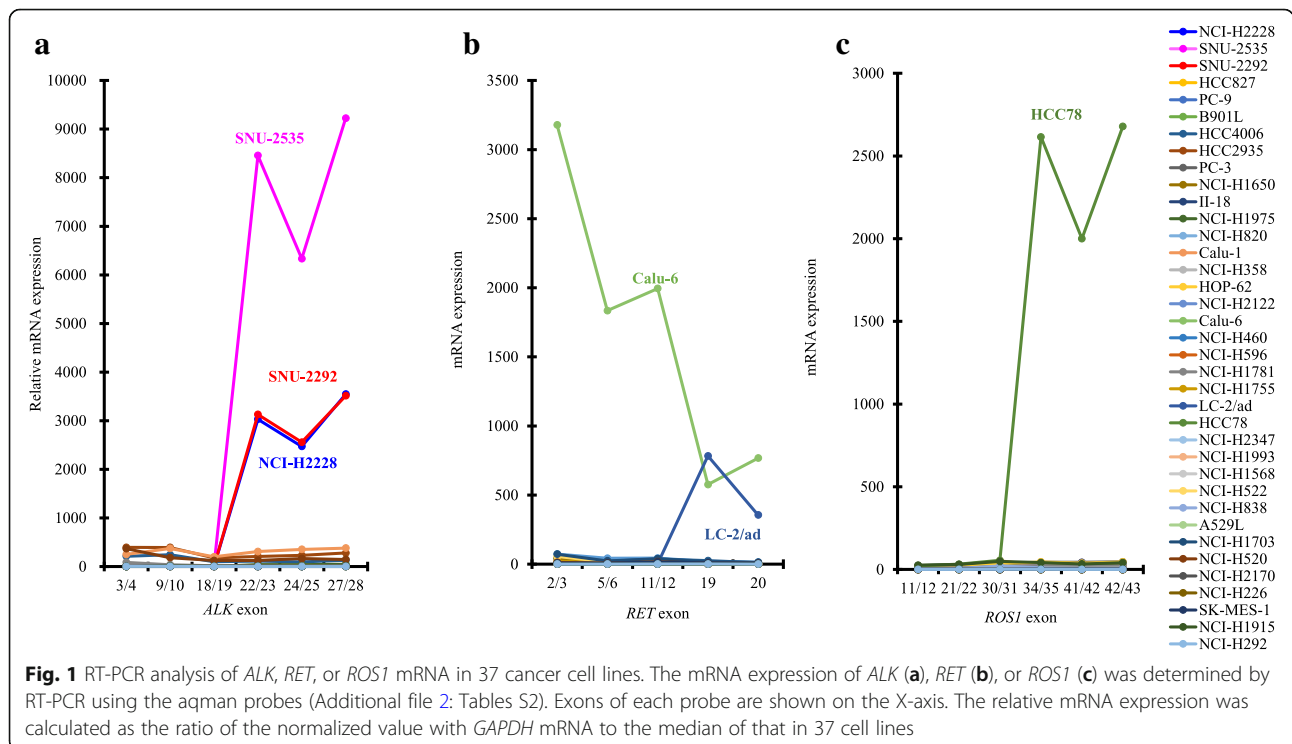 a
10000
9000
8000
7000
6000
5000
4000
3000
2000
1000
0
Relative mRNA expression
SNU-2535
SNU-2292
NCI-H2228
3/4 9/10 18/19 22/23 24/25 27/28
ALK exon
b
3500
3000
2500
2000
1500
1000
500
0
mRNA expression
Calu-6
LC-2/ad
2/3 5/6 11/12 19 20
RET exon
c
3000
2500
2000
1500
1000
500
0
mRNA expression
HCC78
11/12 21/22 30/31 34/35 41/42 42/43
ROS1 exon
NCI-H2228
SNU-2535
SNU-2292
HCC827
PC-9
B901L
HCC4006
HCC2935
PC-3
NCI-H1650
II-18
NCI-H1975
NCI-H820
Calu-1
NCI-H358
HOP-62
NCI-H2122
Calu-6
NCI-H460
NCI-H596
NCI-H1781
NCI-H1755
LC-2/ad
HCC78
NCI-H2347
NCI-H1993
NCI-H1568
NCI-H522
NCI-H838
A529L
NCI-H1703
NCI-H520
NCI-H2170
NCI-H226
SK-MES-1
NCI-H1915
NCI-H292
Fig. 1 RT-PCR analysis of ALK, RET, or ROS1 mRNA in 37 cancer cell lines. The mRNA expression of ALK (a), RET (b), or ROS1 (c) was determined by
RT-PCR using the aqman probes (Additional file 2: Tables S2). Exons of each probe are shown on the X-axis. The relative mRNA expression was
calculated as the ratio of the normalized value with GAPDH mRNA to the median of that in 37 cell lines